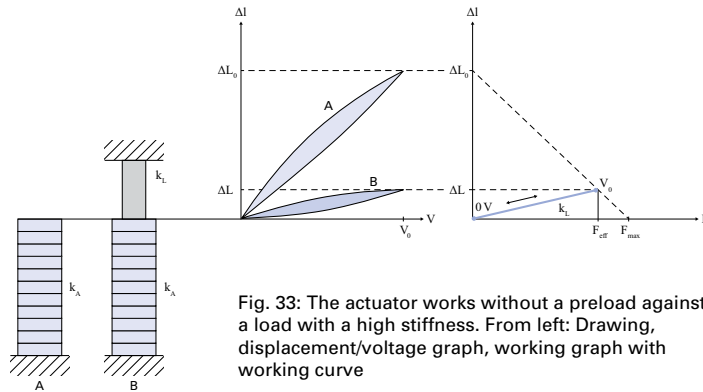 Δl
Δl
ΔL₀
ΔL₀
A
k_L
ΔL
B
ΔL
V₀
0 V
k_L
V
V₀
F_eff
F_max
k_A
k_A
A
B
Fig. 33: The actuator works without a preload against
a load with a high stiffness. From left: Drawing,
displacement/voltage graph, working graph with
working curve